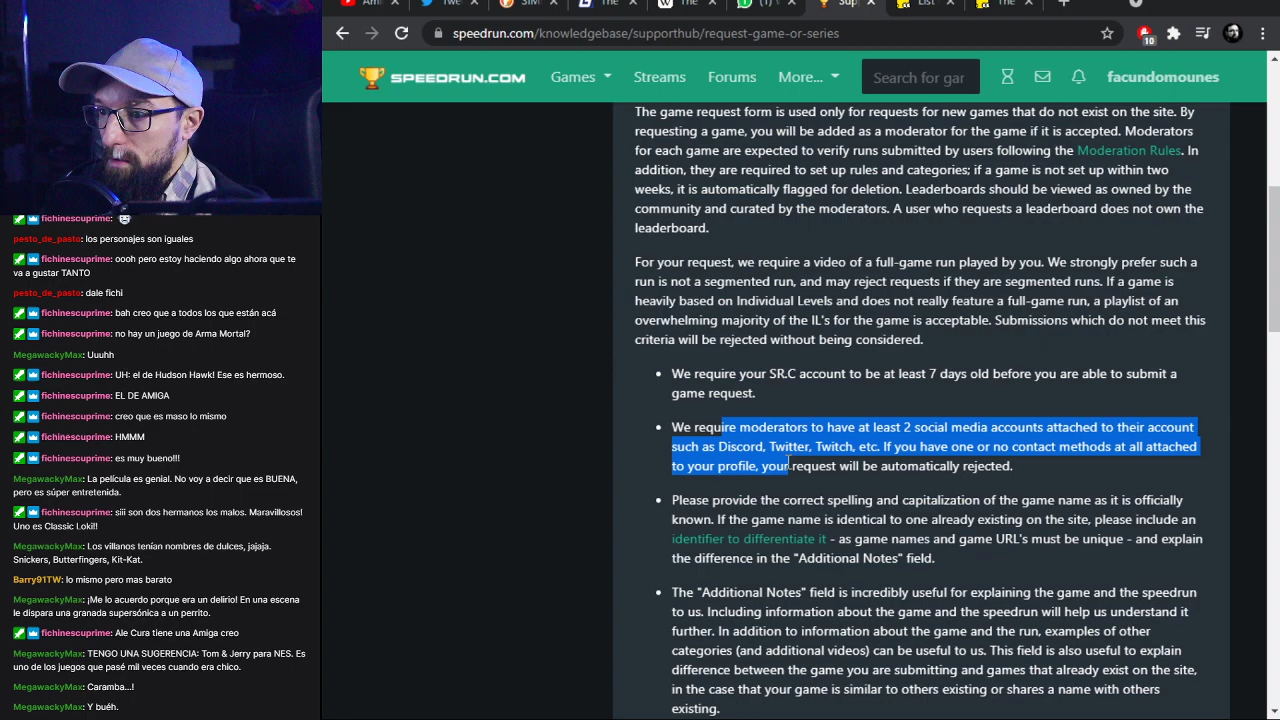 speedrun.com/knowledgebase/supporthub/request-game-or-series
10
SPEEDRUN.COM
Games
Streams
Forums
More...
Search for gar
facundomounes
fichinescuprime:
pesto_de_pasto: los personajes son iguales
fichinescuprime: oooh pero estoy haciendo algo ahora que te
va a gustar TANTO
pesto_de_pasto: dale fichi
fichinescuprime: bah creo que a todos los que están acá
fichinescuprime: no hay un juego de Arma Mortal?
MegawackyMax: Uuuhh
fichinescuprime: UH: el de Hudson Hawk! Ese es hermoso.
fichinescuprime: EL DE AMIGA
fichinescuprime: creo que es maso lo mismo
fichinescuprime: HMMM
fichinescuprime: es muy bueno!!!
MegawackyMax: La película es genial. No voy a decir que es BUENA,
pero es súper entretenida.
fichinescuprime: siii son dos hermanos los malos. Maravillosos!
Uno es Classic Loki!!
MegawackyMax: Los villanos tenían nombres de dulces, jajaja.
Snickers, Butterfingers, Kit-Kat.
Barry91TW: lo mismo pero mas barato
MegawackyMax: ¡Me lo acuerdo porque era un delirio! En una escena
le dispara una granada supersónica a un perrito.
fichinescuprime: Ale Cura tiene una Amiga creo
MegawackyMax: TENGO UNA SUGERENCIA: Tom & Jerry para NES. Es
uno de los juegos que pasé mil veces cuando era chico.
MegawackyMax: Caramba...!
MegawackyMax: Y buéh.
The game request form is used only for requests for new games that do not exist on the site. By
requesting a game, you will be added as a moderator for the game if it is accepted. Moderators
for each game are expected to verify runs submitted by users following the Moderation Rules. In
addition, they are required to set up rules and categories; if a game is not set up within two
weeks, it is automatically flagged for deletion. Leaderboards should be viewed as owned by the
community and curated by the moderators. A user who requests a leaderboard does not own the
leaderboard.
For your request, we require a video of a full-game run played by you. We strongly prefer such a
run is not a segmented run, and may reject requests if they are segmented runs. If a game is
heavily based on Individual Levels and does not really feature a full-game run, a playlist of an
overwhelming majority of the IL's for the game is acceptable. Submissions which do not meet this
criteria will be rejected without being considered.
• We require your SR.C account to be at least 7 days old before you are able to submit a
game request.
• We require moderators to have at least 2 social media accounts attached to their account
such as Discord, Twitter, Twitch, etc. If you have one or no contact methods at all attached
to your profile, your request will be automatically rejected.
• Please provide the correct spelling and capitalization of the game name as it is officially
known. If the game name is identical to one already existing on the site, please include an
identifier to differentiate it - as game names and game URL's must be unique - and explain
the difference in the "Additional Notes" field.
• The "Additional Notes" field is incredibly useful for explaining the game and the speedrun
to us. Including information about the game and the speedrun will help us understand it
further. In addition to information about the game and the run, examples of other
categories (and additional videos) can be useful to us. This field is also useful to explain
difference between the game you are submitting and games that already exist on the site,
in the case that your game is similar to others existing or shares a name with others
existing.